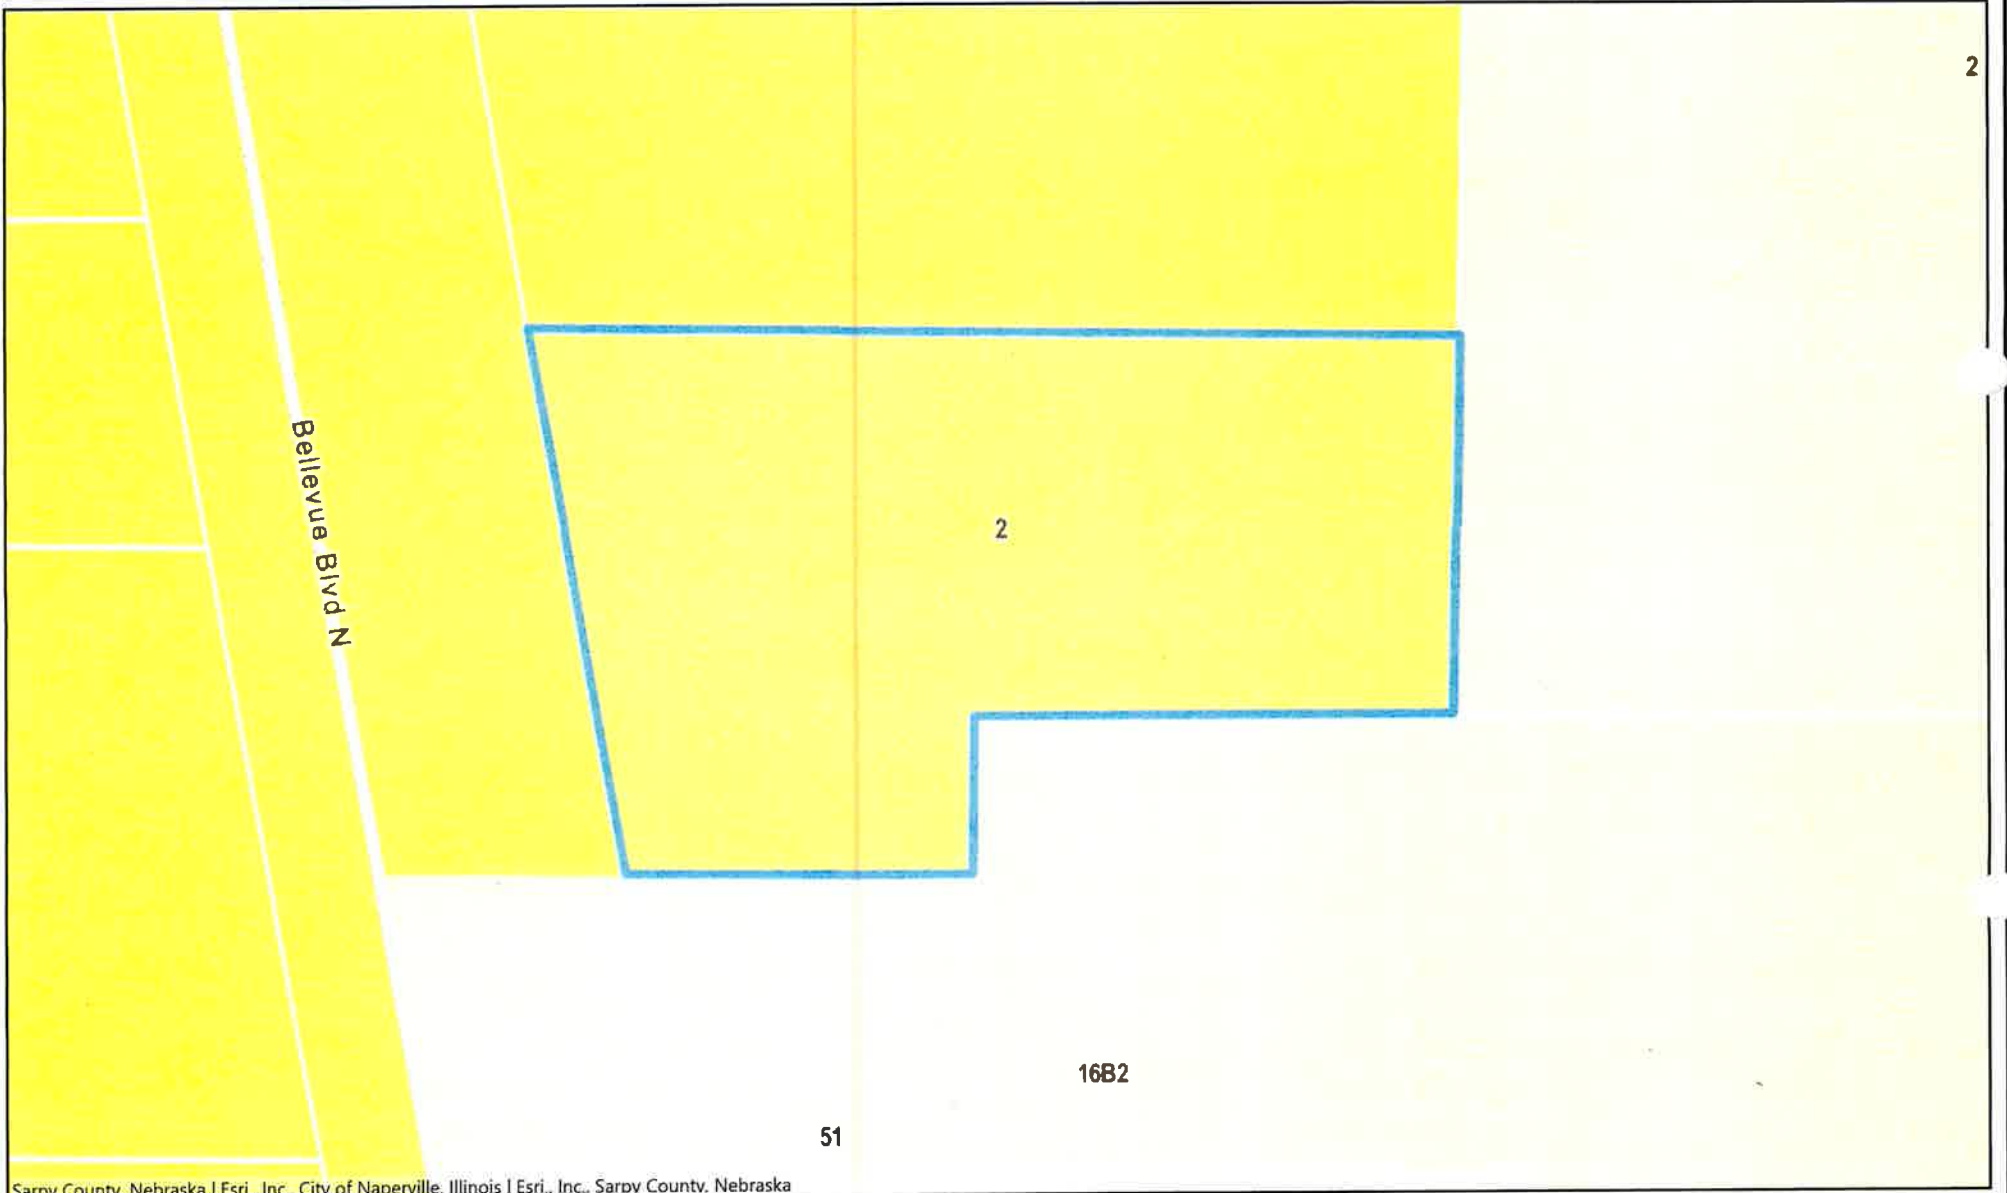 2
Bellevue Blvd N
2
16B2
51
Sarpy County, Nebraska | Esri., Inc., City of Naperville, Illinois | Esri., Inc., Sarpy County, Nebraska